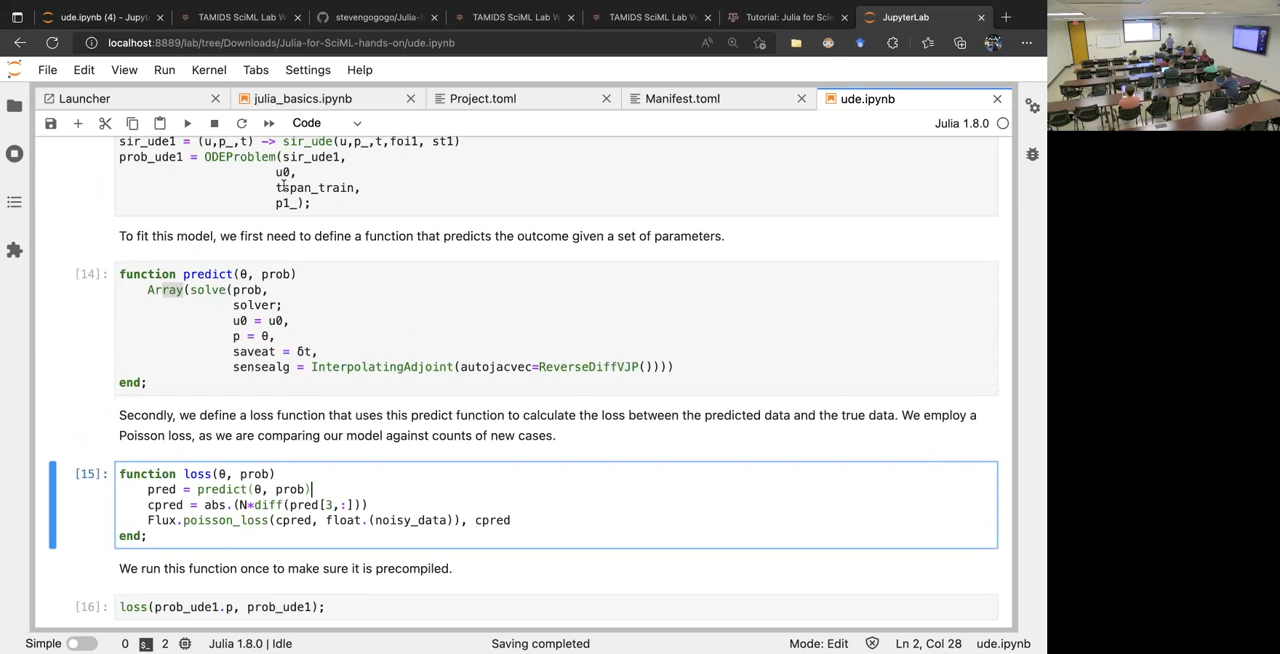 ude.ipynb (4) - Jupyt
TAMIDS SciML Lab W
stevengogogo/Julia-f
TAMIDS SciML Lab W
TAMIDS SciML Lab W
Tutorial: Julia for Scie
JupyterLab
localhost:8889/lab/tree/Downloads/Julia-for-SciML-hands-on/ude.ipynb
File Edit View Run Kernel Tabs Settings Help
Launcher
julia_basics.ipynb
Project.toml
Manifest.toml
ude.ipynb
Code
Julia 1.8.0
sir_ude1 = (u,p_,t) -> sir_ude(u,p_,t,foi1, st1)
prob_ude1 = ODEProblem(sir_ude1,
u0,
tspan_train,
p1_);
To fit this model, we first need to define a function that predicts the outcome given a set of parameters.
[14]: function predict(θ, prob)
Array(solve(prob,
solver;
u0 = u0,
p = θ,
saveat = δt,
sensealg = InterpolatingAdjoint(autojacvec=ReverseDiffVJP())))
end;
Secondly, we define a loss function that uses this predict function to calculate the loss between the predicted data and the true data. We employ a
Poisson loss, as we are comparing our model against counts of new cases.
[15]: function loss(θ, prob)
pred = predict(θ, prob)
cpred = abs.(N*diff(pred[3,:]))
Flux.poisson_loss(cpred, float.(noisy_data)), cpred
end;
We run this function once to make sure it is precompiled.
[16]: loss(prob_ude1.p, prob_ude1);
Simple 0 2 Julia 1.8.0 | Idle Saving completed Mode: Edit Ln 2, Col 28 ude.ipynb